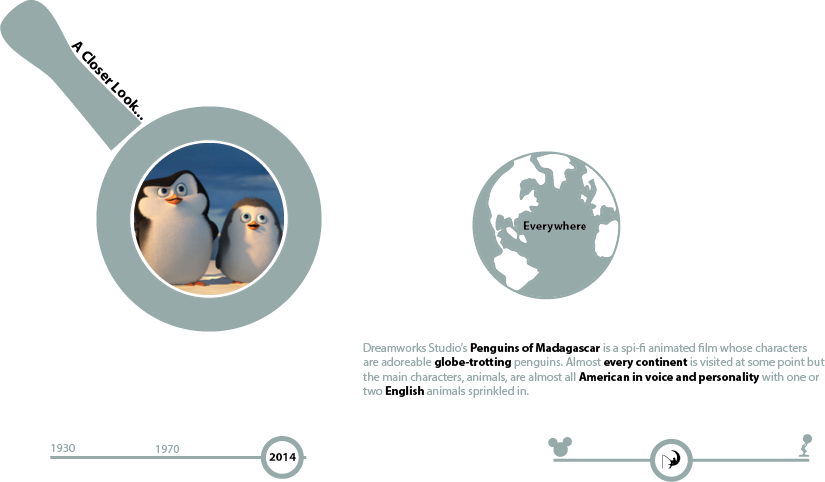 A Closer Look...
Everywhere
Dreamworks Studio's Penguins of Madagascar is a spi-fi animated film whose characters
are adoreable globe-trotting penguins. Almost every continent is visited at some point but
the main characters, animals, are almost all American in voice and personality with one or
two English animals sprinkled in.
1930 1970 2014